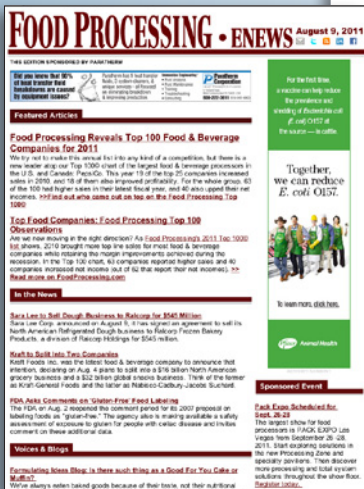 FOOD PROCESSING • ENEWS August 9, 2011
THIS EDITION SPONSORED BY PARATHERM
Did you know that 90%
of heat transfer fluid
breakdowns are caused
by equipment issues?
Paratherm
Corporation
Featured Articles
Food Processing Reveals Top 100 Food & Beverage
Companies for 2011
We try not to make this annual list into any kind of a competition, but there is a
new leader atop our Top 100© chart of the largest food & beverage processors in
the U.S. and Canada: PepsiCo. This year 19 of the top 25 companies increased
sales in 2010 and 18 of them also improved profitability. For the whole group, 63
of the 100 had higher sales in their latest fiscal year, and 40 also upped their net
incomes. >>Find out who came out on top on the Food Processing Top
100©
Top Food Companies: Food Processing Top 100
Observations
Are we now moving in the right direction? As Food Processing's 2011 Top 100©
list shows, 2010 brought more top line sales for most food & beverage
companies while retaining the margin improvements achieved during the
recession. In the Top 100 chart, 63 companies reported higher sales and 40
companies increased net income (out of 62 that report their net incomes). >>
Read more on FoodProcessing.com
In the News
Sara Lee to Sell Dough Business to Ralcorp for $545 Million
Sara Lee Corp. announced on August 9, it has signed an agreement to sell its
North American Refrigerated Dough business to Ralcorp Frozen Bakery
Products, a division of Ralcorp Holdings for $545 million.
Kraft to Split Into Two Companies
Kraft Foods Inc. was the latest food & beverage company to announce that
intention, declaring on Aug. 4 plans to split into a $16 billion North American
grocery business and a $32 billion global snacks business. Think of the former
as Kraft-General Foods and the latter as Nabisco-Cadbury-Jacobs Suchard.
FDA Asks Comments on 'Gluten-Free' Food Labeling
The FDA on Aug. 2 reopened the comment period for its 2007 proposal on
labeling foods as "gluten-free." The agency also is making available a safety
assessment of exposure to gluten for people with celiac disease and invites
comment on these additional data.
Voices & Blogs
Formulating Ideas Blog: Is there such thing as a Good For You Cake or
Muffin?
We've always eaten baked goods because of their taste, not their nutritional
For the first time,
a vaccine can help reduce
the prevalence and
shedding of Escherichia coli
(E. coli) O157 at
the source — in cattle.
Together,
we can reduce
E. coli O157.
To learn more, click here.
Pfizer Animal Health
Sponsored Event
Pack Expo Scheduled for
Sept. 26-28
The largest show for food
processors is PACK EXPO Las
Vegas from September 26 -28,
2011. Start exploring solutions in
the new Processing Zone and
specialty pavilions. Then discover
more processing and total system
solutions throughout the show floor.
Register today.